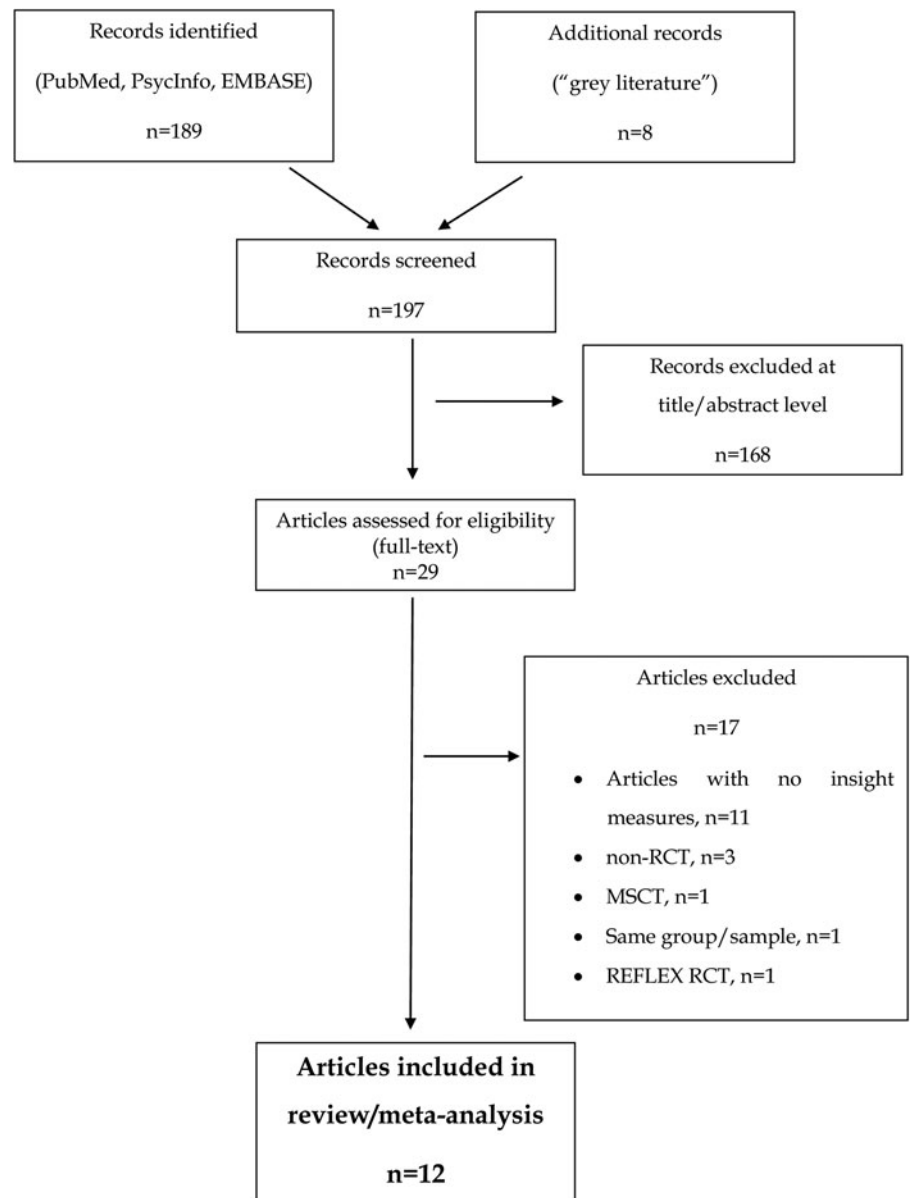 Records identified
(PubMed, PsycInfo, EMBASE)
n=189
Additional records
(“grey literature”)
n=8
Records screened
n=197
Records excluded at
title/abstract level
n=168
Articles assessed for eligibility
(full-text)
n=29
Articles excluded
n=17
• Articles with no insight
measures, n=11
• non-RCT, n=3
• MSCT, n=1
• Same group/sample, n=1
• REFLEX RCT, n=1
Articles included in
review/meta-analysis
n=12